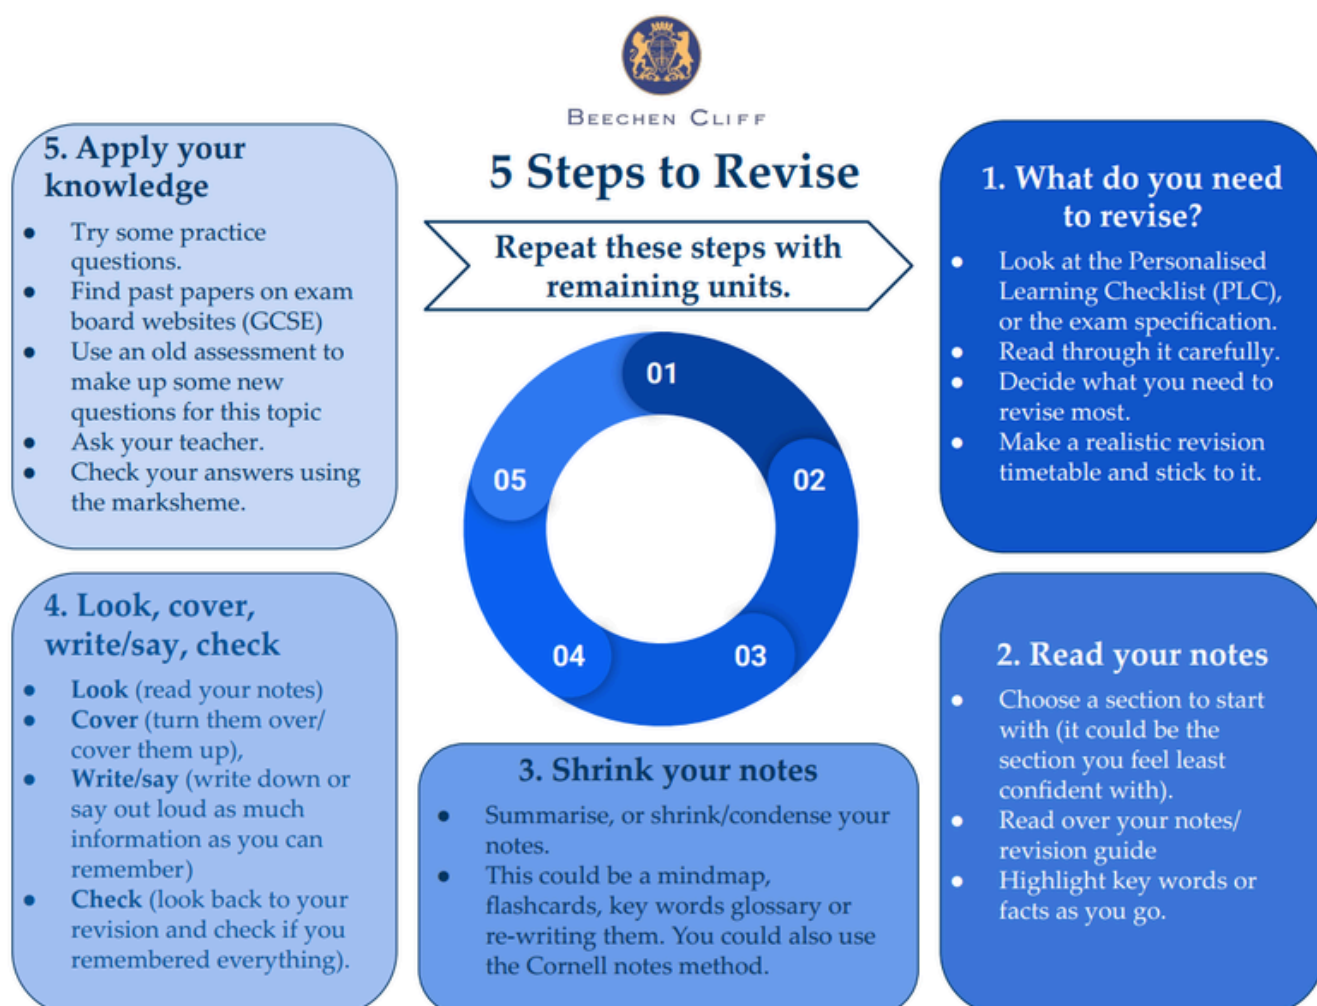 BEECHEN CLIFF
5 Steps to Revise
Repeat these steps with
remaining units.
01
02
03
04
05
1. What do you need
to revise?
● Look at the Personalised
Learning Checklist (PLC),
or the exam specification.
● Read through it carefully.
● Decide what you need to
revise most.
● Make a realistic revision
timetable and stick to it.
2. Read your notes
● Choose a section to start
with (it could be the
section you feel least
confident with).
● Read over your notes/
revision guide
● Highlight key words or
facts as you go.
3. Shrink your notes
● Summarise, or shrink/condense your
notes.
● This could be a mindmap,
flashcards, key words glossary or
re-writing them. You could also use
the Cornell notes method.
4. Look, cover,
write/say, check
● Look (read your notes)
● Cover (turn them over/
cover them up),
● Write/say (write down or
say out loud as much
information as you can
remember)
● Check (look back to your
revision and check if you
remembered everything).
5. Apply your
knowledge
● Try some practice
questions.
● Find past papers on exam
board websites (GCSE)
● Use an old assessment to
make up some new
questions for this topic
● Ask your teacher.
● Check your answers using
the marksheme.